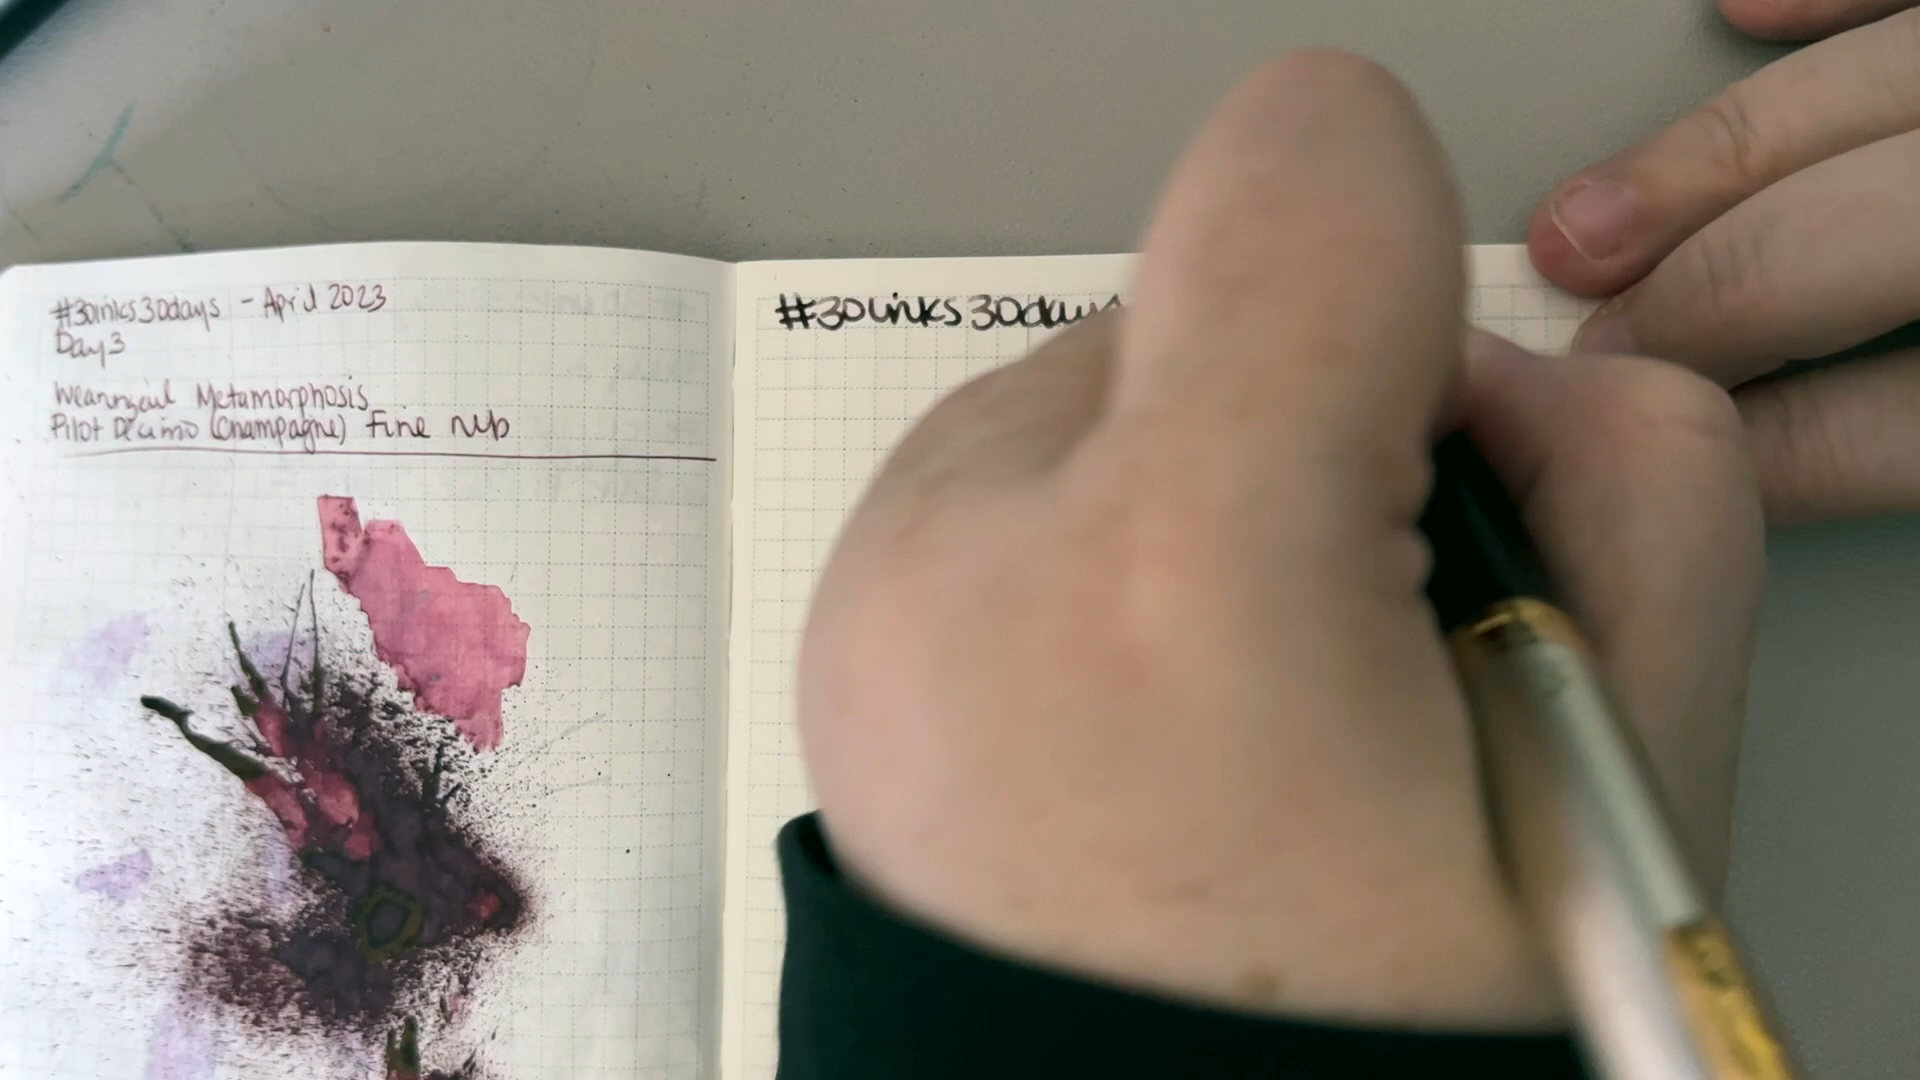 #30inks30days - April 2023
Day 3
Wearingeul Metamorphosis
Pilot Decimo (Champagne) Fine Nib
#30inks30days